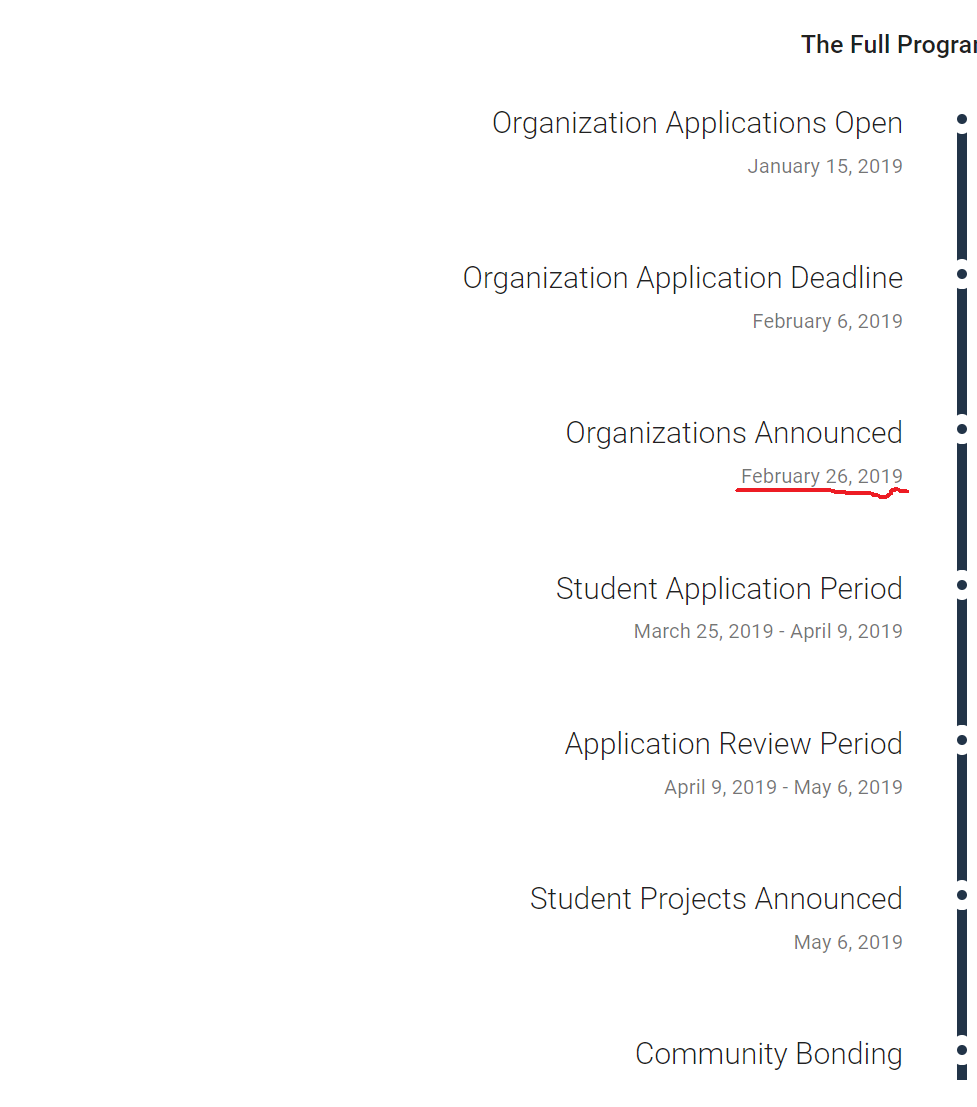 The Full
Organization Applications Open
January 15, 2019
Organization Application Deadline
February 6, 2019
Organizations Announced
February 26, 2019
Student Application Period
March 25, 2019 - April 9, 2019
Application Review Period
April 9, 2019 - May 6, 2019
Student Projects Announced
May 6, 2019
Community Bonding